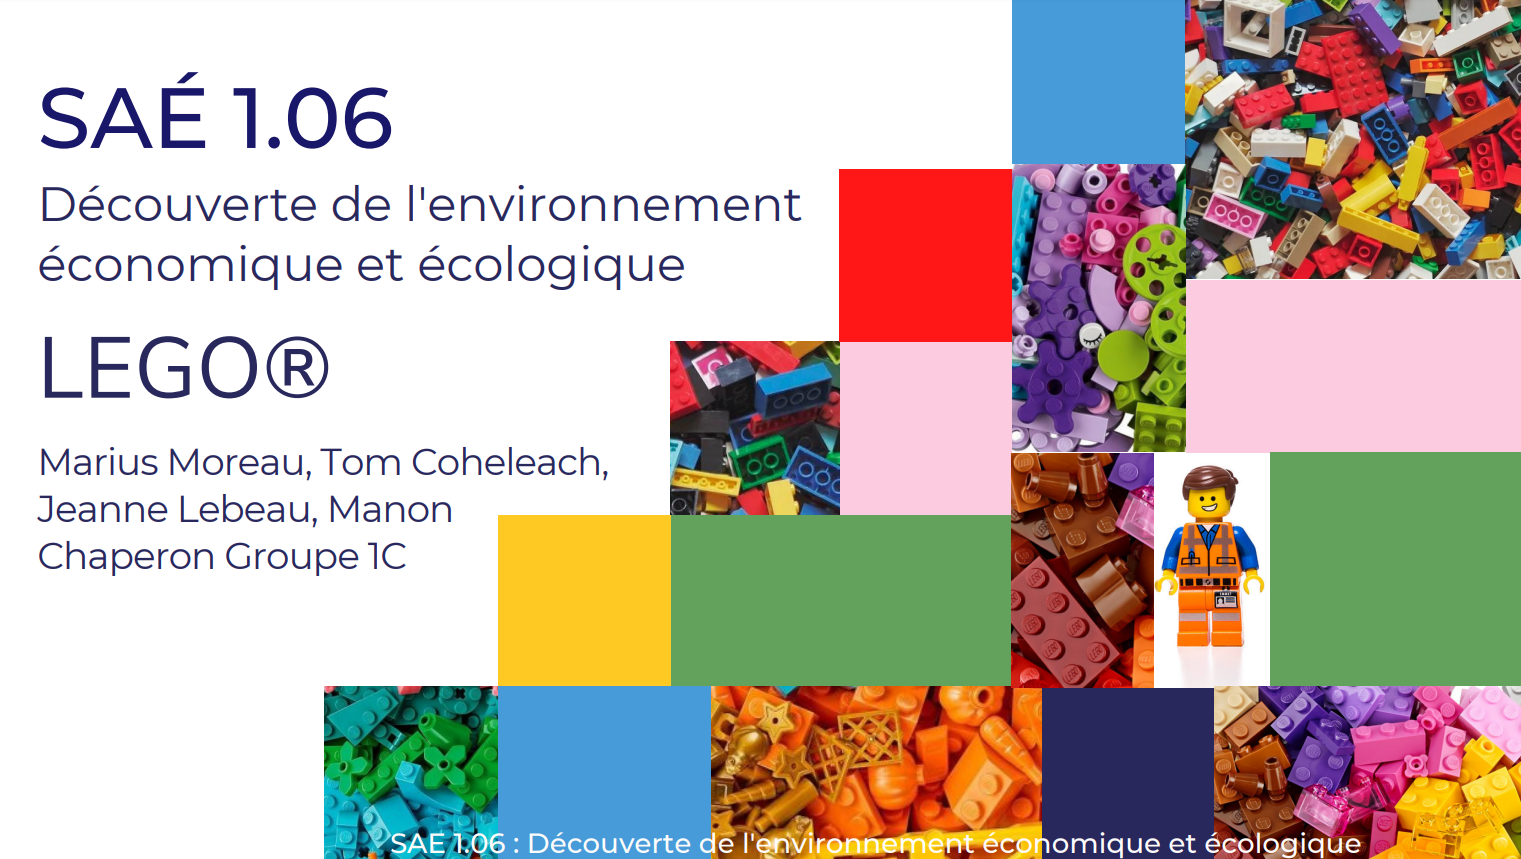 SAÉ 1.06
Découverte de l'environnement
économique et écologique
LEGO®
Marius Moreau, Tom Coheleach,
Jeanne Lebeau, Manon
Chaperon Groupe 1C
SAE 1.06 : Découverte de l'environnement économique et écologique